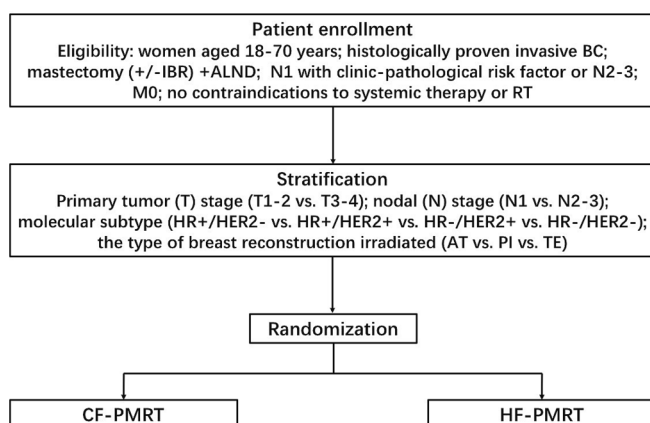 Patient enrollment
Eligibility: women aged 18-70 years; histologically proven invasive BC;
mastectomy (+/-IBR) +ALND; N1 with clinic-pathological risk factor or N2-3;
M0; no contraindications to systemic therapy or RT
Stratification
Primary tumor (T) stage (T1-2 vs. T3-4); nodal (N) stage (N1 vs. N2-3);
molecular subtype (HR+/HER2- vs. HR+/HER2+ vs. HR-/HER2+ vs. HR-/HER2-);
the type of breast reconstruction irradiated (AT vs. PI vs. TE)
Randomization
CF-PMRT
HF-PMRT